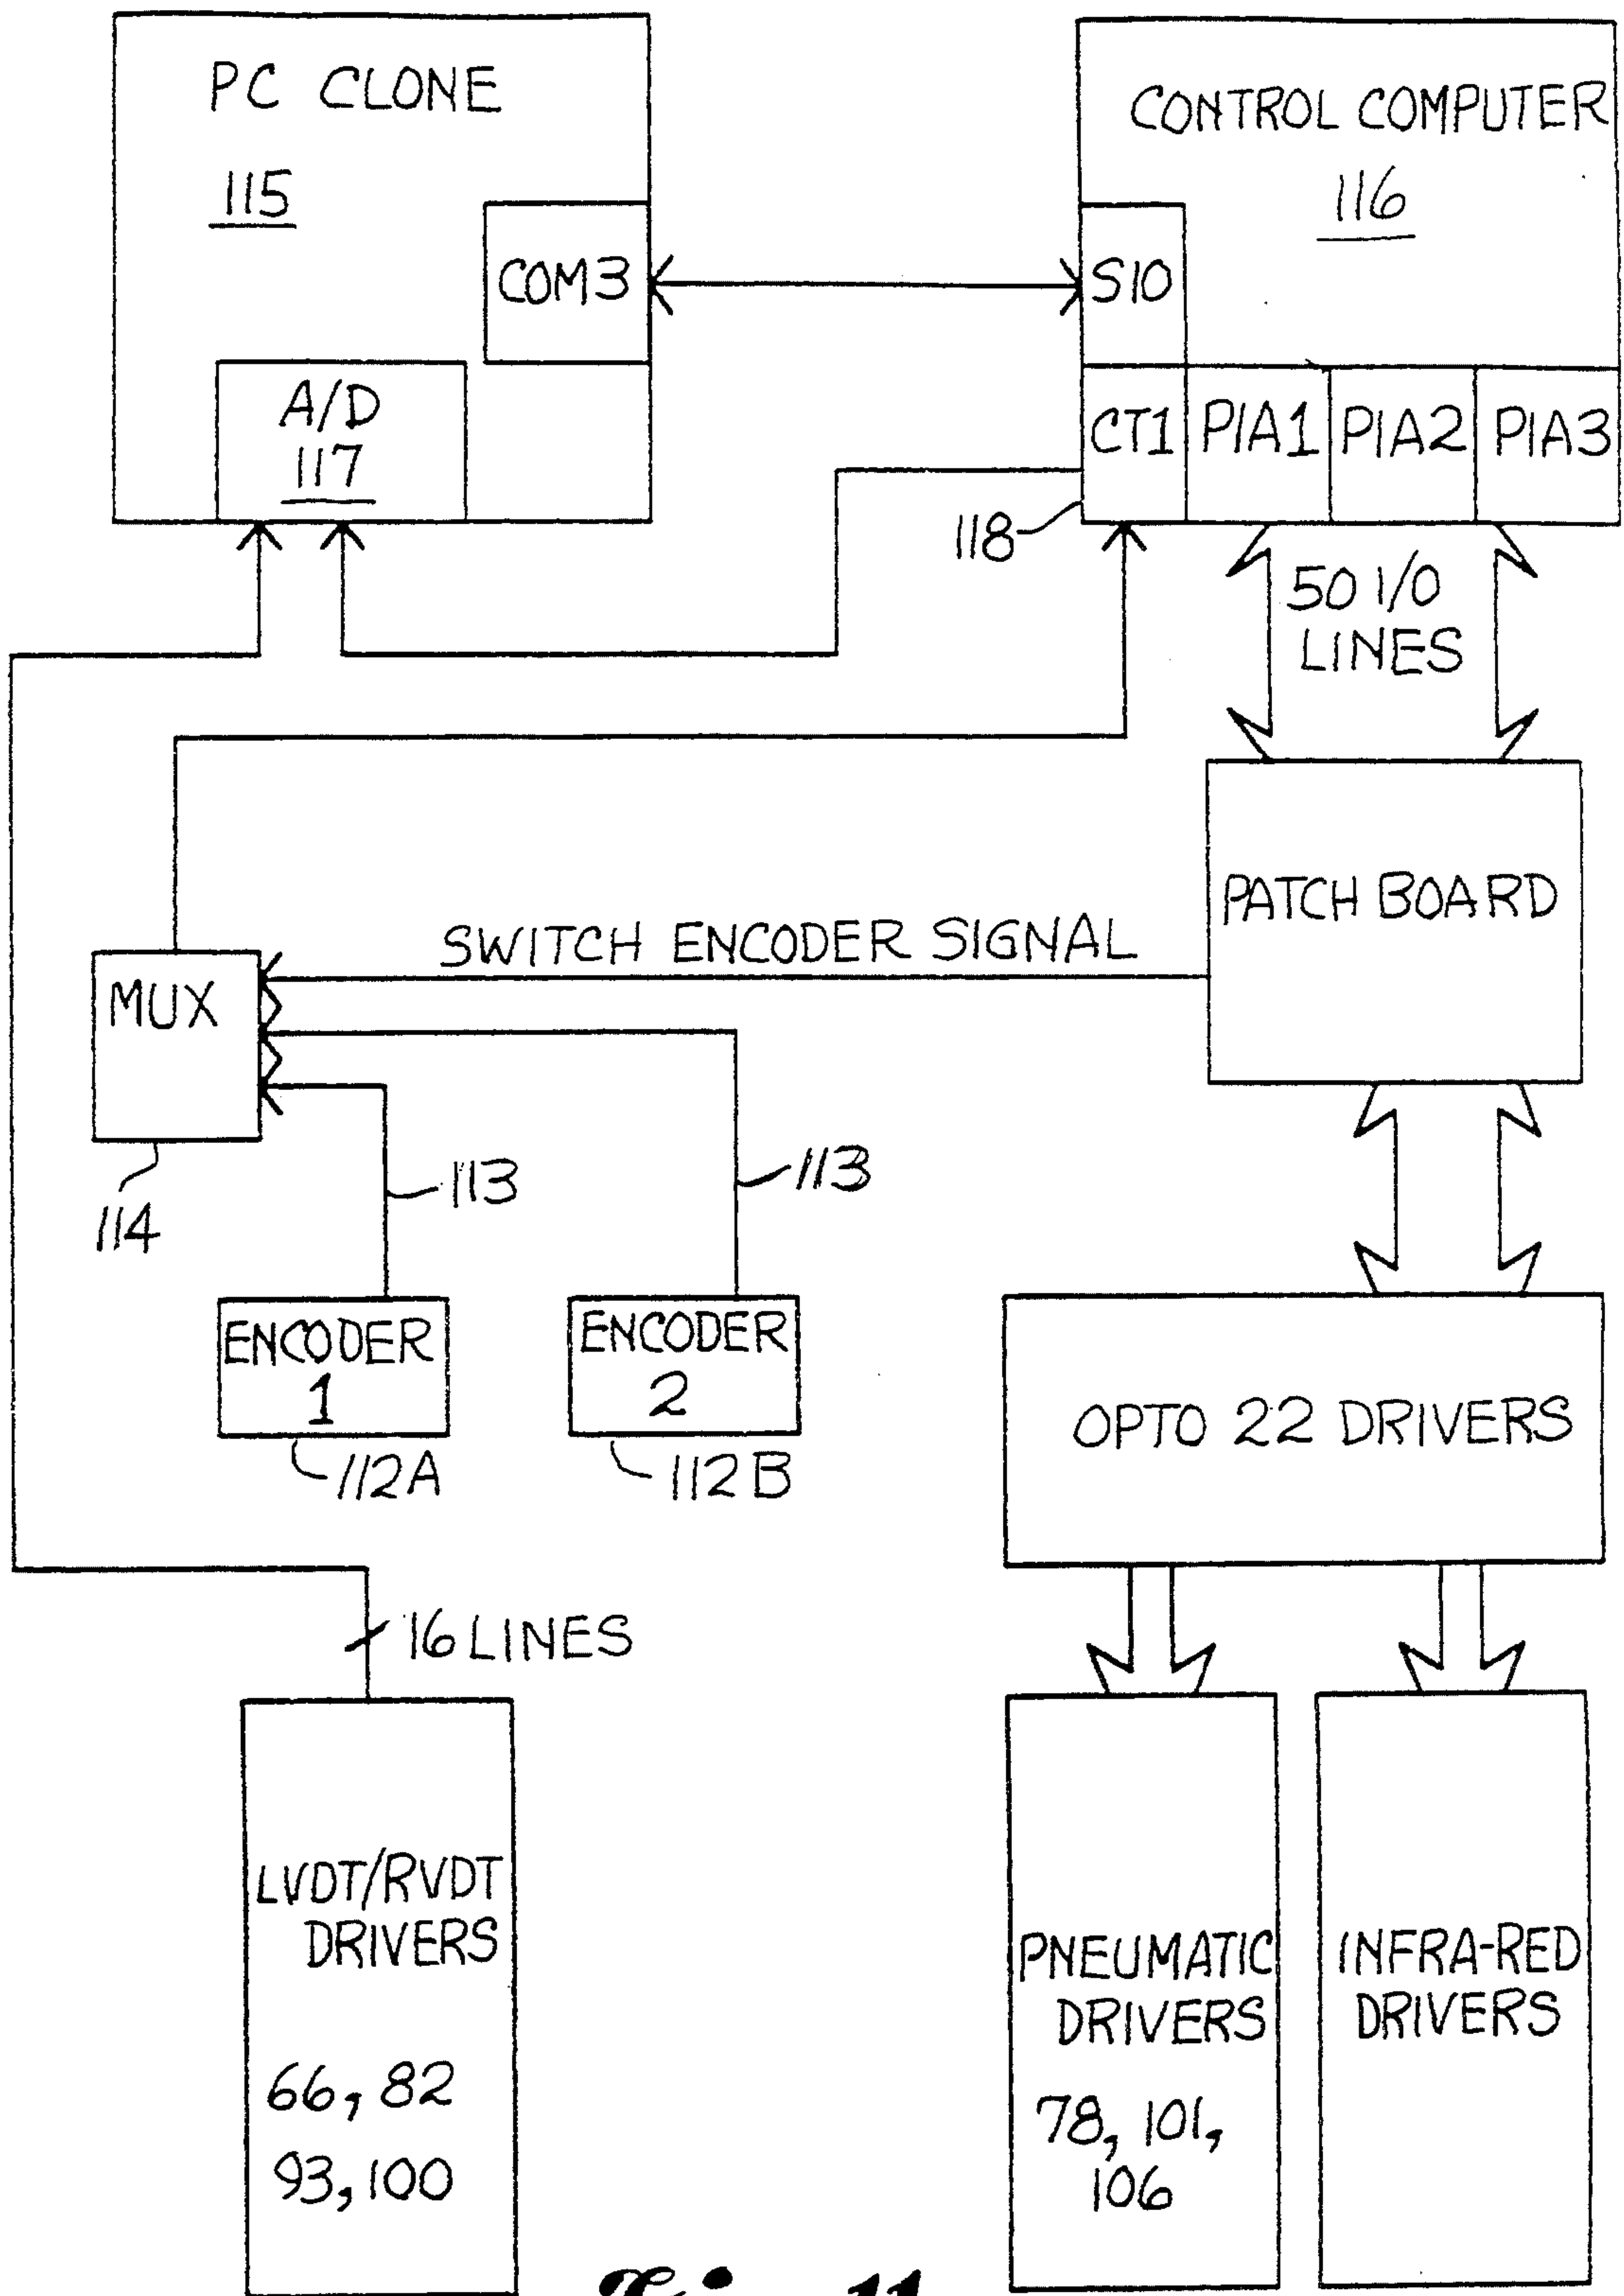 PC CLONE
115
COM3
A/D
117
CONTROL COMPUTER
116
SIO
CT1
PIA1
PIA2
PIA3
118
50 I/O
LINES
PATCH BOARD
SWITCH ENCODER SIGNAL
MUX
114
113
113
ENCODER
1
112A
ENCODER
2
112B
OPTO 22 DRIVERS
16 LINES
LVDT/RVDT
DRIVERS
66, 82
93, 100
PNEUMATIC
DRIVERS
78, 101,
106
INFRA-RED
DRIVERS